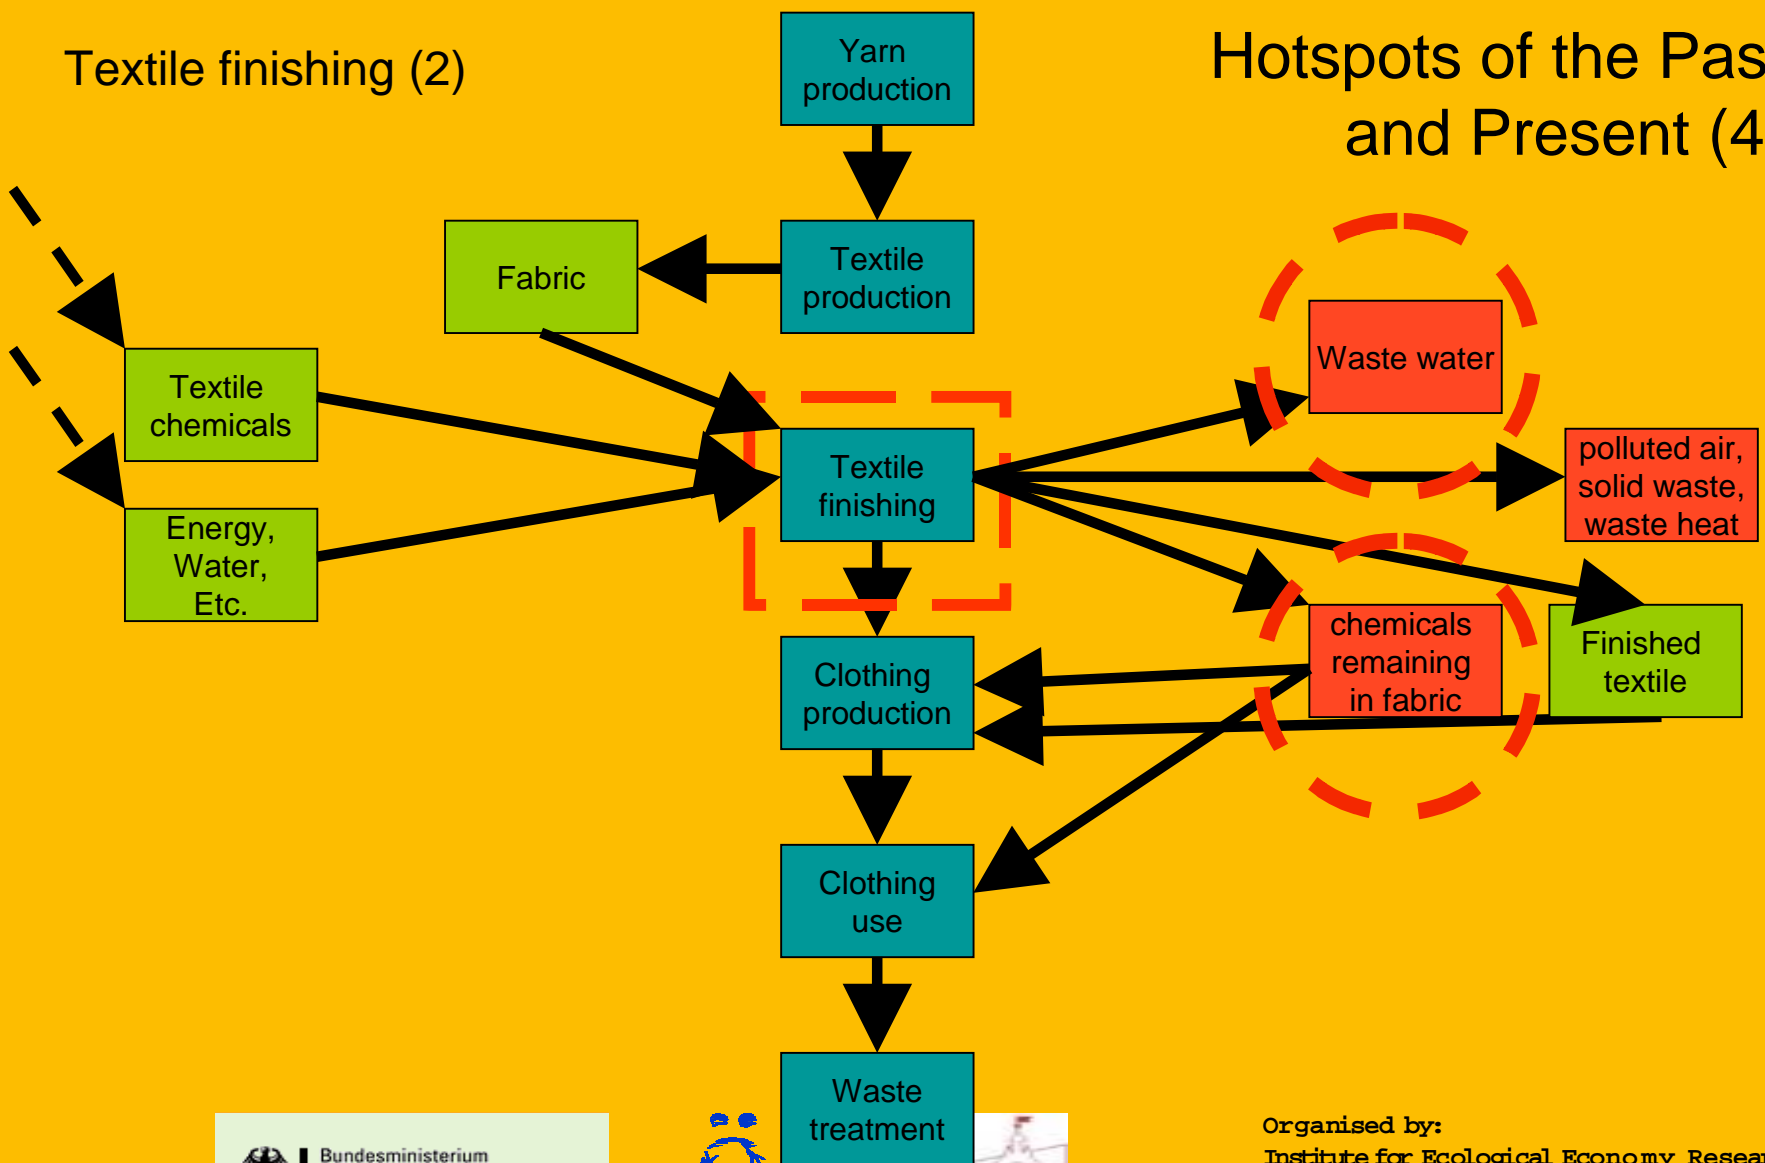 Textile finishing (2)
Hotspots of the Pas
and Present (4
Yarn
production
Textile
production
Fabric
Textile
chemicals
Energy,
Water,
Etc.
Textile
finishing
Waste water
polluted air,
solid waste,
waste heat
chemicals
remaining
in fabric
Finished
textile
Clothing
production
Clothing
use
Waste
treatment
Bundesministerium
Organised by:
Institute for Ecological Economy Resear